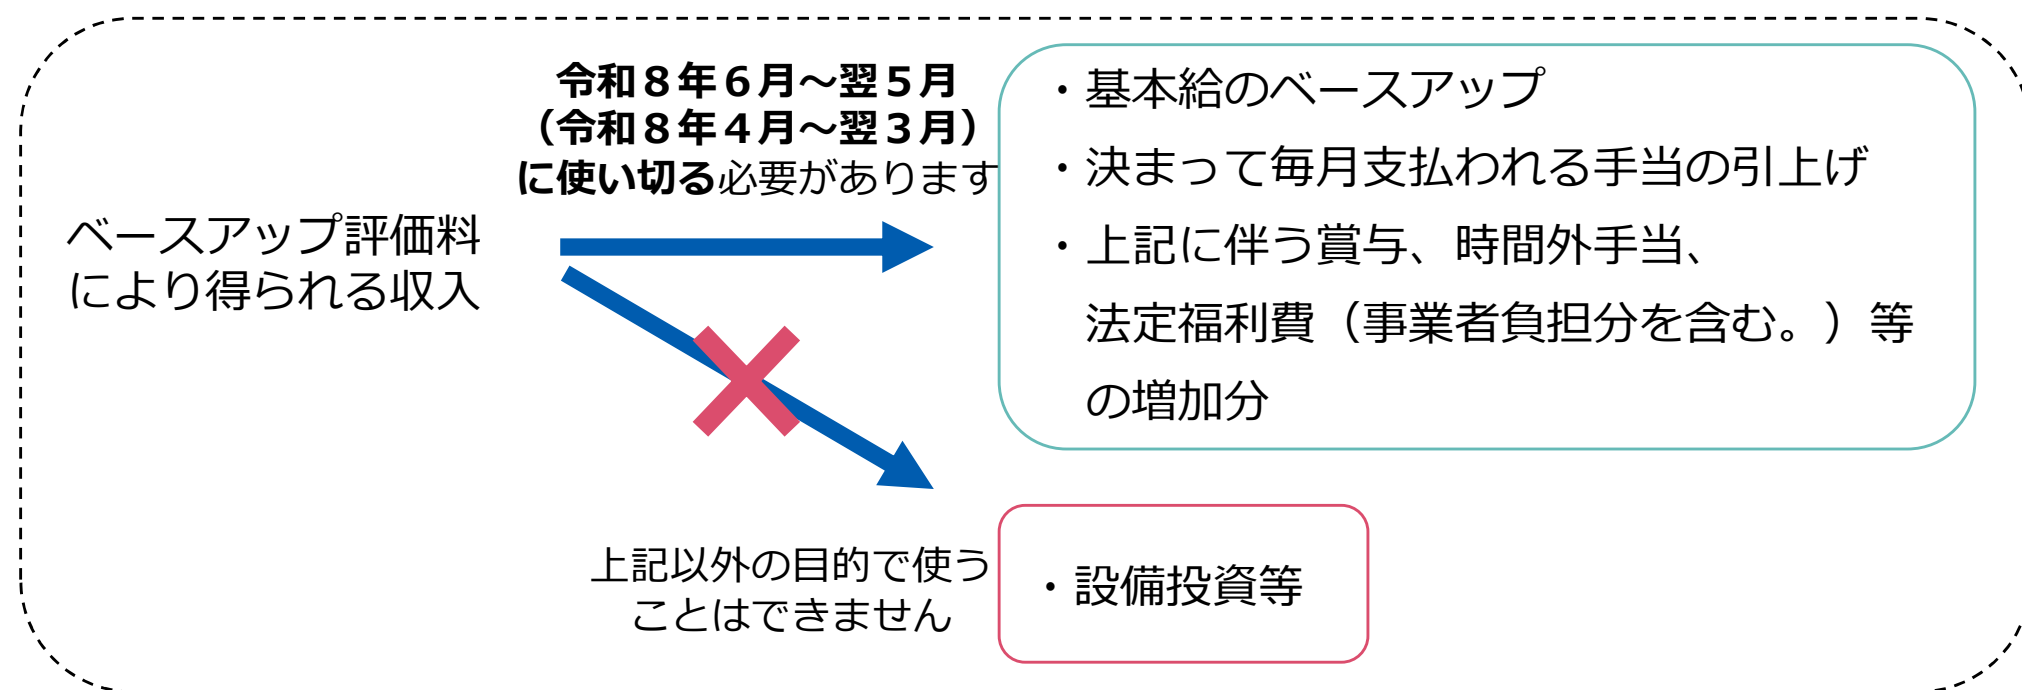 令和８年６月～翌５月
（令和８年４月～翌３月）
に使い切る必要があります
ベースアップ評価料
により得られる収入
・基本給のベースアップ
・決まって毎月支払われる手当の引上げ
・上記に伴う賞与、時間外手当、
法定福利費（事業者負担分を含む。）等
の増加分
上記以外の目的で使う
ことはできません
・設備投資等